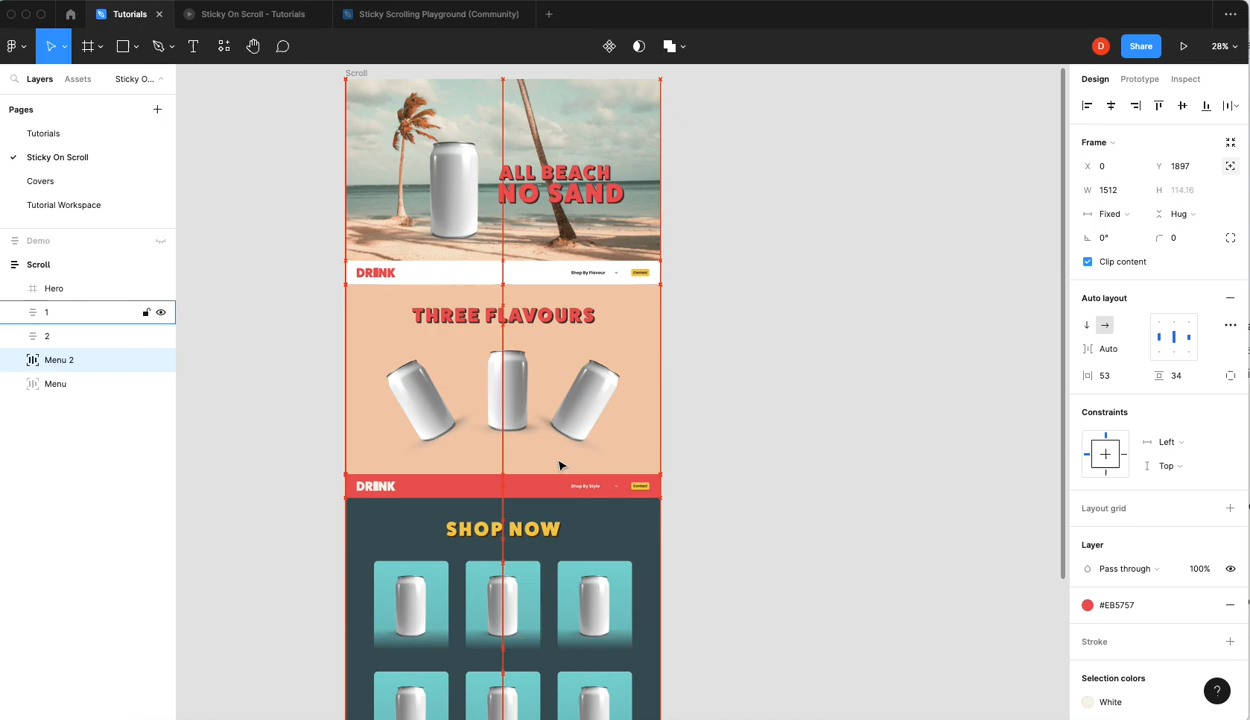 Tutorials
Sticky On Scroll - Tutorials
Sticky Scrolling Playground (Community)
D
Share
28%
Layers
Assets
Sticky O...
Pages
Tutorials
Sticky On Scroll
Covers
Tutorial Workspace
Demo
Scroll
Hero
1
2
Menu 2
Menu
Scroll
ALL BEACH
NO SAND
DRINK
Shop By Flavour
Contact
THREE FLAVOURS
DRINK
Shop By Style
Contact
SHOP NOW
Design
Prototype
Inspect
Frame
X 0
Y 1897
W 1512
H 114.16
Fixed
Hug
0°
0
Clip content
Auto layout
Auto
53
34
Constraints
Left
Top
Layout grid
Layer
Pass through
100%
#EB5757
Stroke
Selection colors
White
?